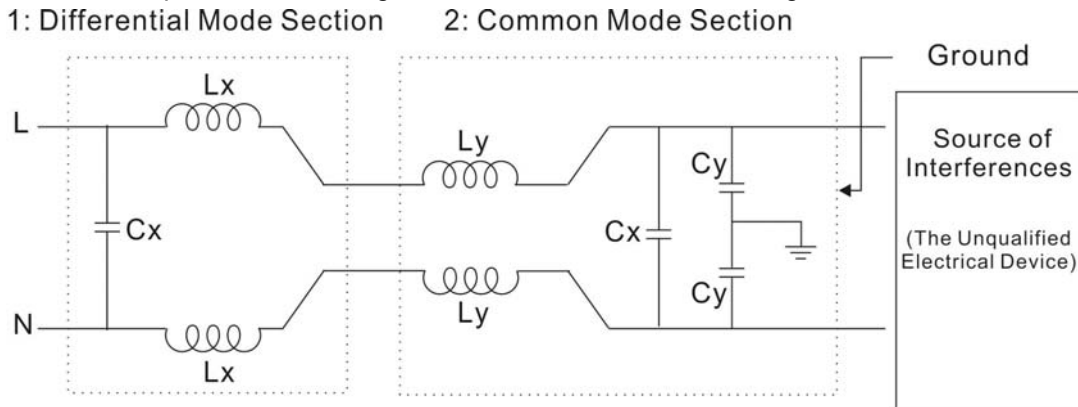 1: Differential Mode Section 2: Common Mode Section
Ground
Lx
L
Ly
Cy
Source of
Interferences
Cx
Cx
(The Unqualified
Electrical Device)
Cy
Ly
N
Lx